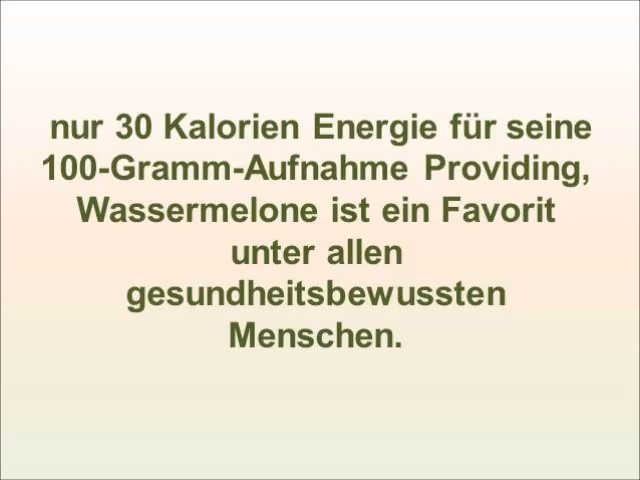 nur 30 Kalorien Energie für seine
100-Gramm-Aufnahme Providing,
Wassermelone ist ein Favorit
unter allen
gesundheitsbewussten
Menschen.